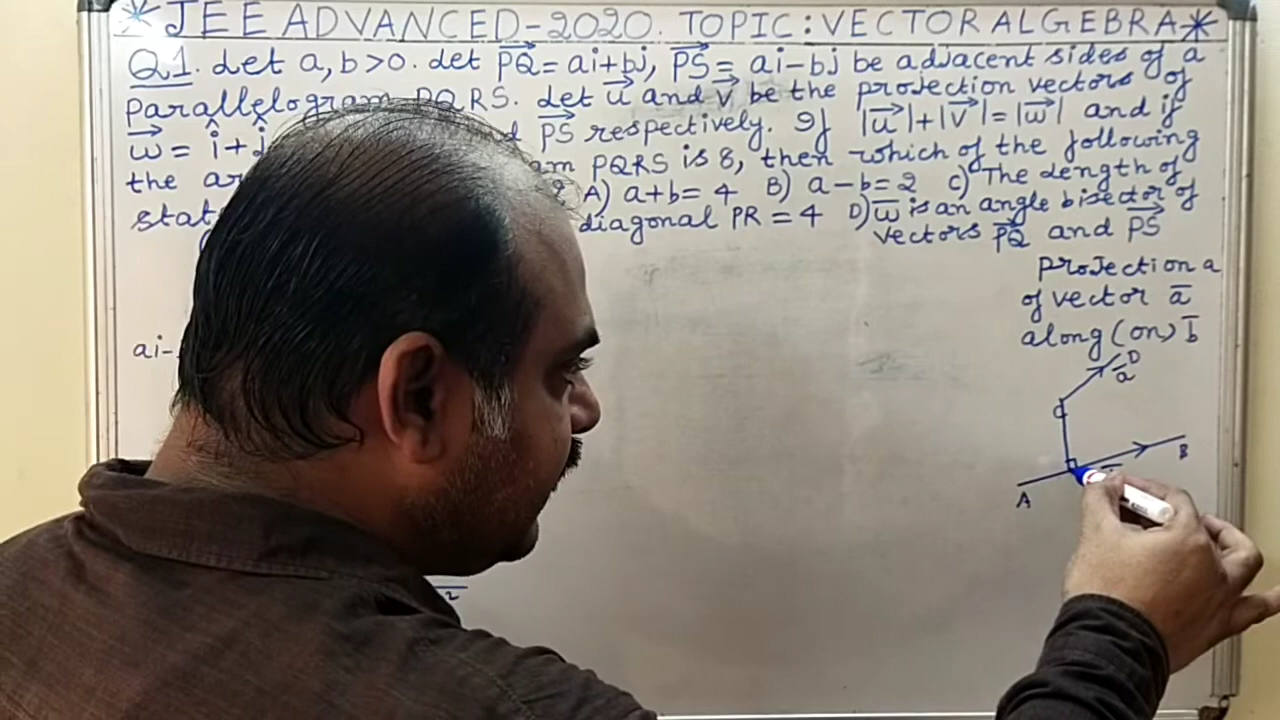 *JEE ADVANCED-2020. TOPIC: VECTOR ALGEBRA*
Q1. Let a, b >0. Let PQ→ = ai+bj, PS→ = ai-bj be adjacent sides of a
parallelogram PQRS. Let u→ and v→ be the projection vectors of
w→ = î+ PS→ respectively. If |u→|+|v→|=|w→| and if
the PQRS is 8, then which of the following
A) a+b=4 B) a-b=2 C) The Length of
diagonal PR = 4 D) w→ is an angle bisector of
vectors PQ→ and PS→
projection a
of vector a̅
along (on) b̅
ai-
D
a̅
C
B
A
2